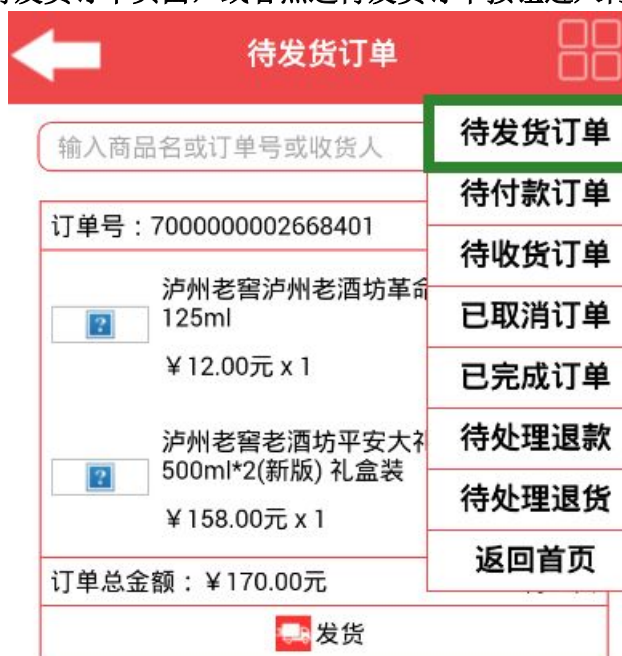 待发货订单
输入商品名或订单号或收货人
待发货订单
待付款订单
待收货订单
已取消订单
已完成订单
待处理退款
待处理退货
返回首页
订单号：7000000002668401
泸州老窖泸州老酒坊革命
125ml
￥12.00元 x 1
泸州老窖老酒坊平安大礼
500ml*2(新版) 礼盒装
￥158.00元 x 1
订单总金额：￥170.00元
发货